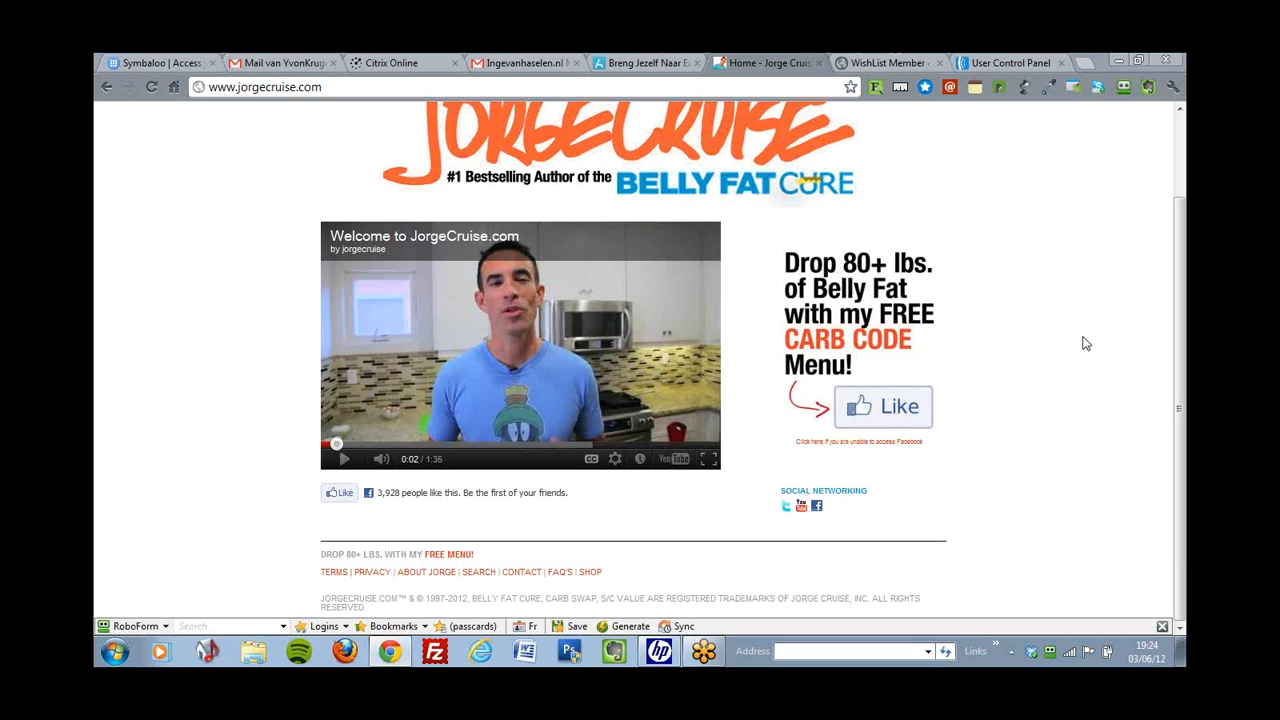 Symbaloo | Access
Mail van YvonKrug
Citrix Online
Ingevanhaselen.nl
Breng Jezelf Naar E
Home - Jorge Cruis
WishList Member
User Control Panel
www.jorgecruise.com
JORGECRUISE
#1 Bestselling Author of the BELLY FAT CURE
Welcome to JorgeCruise.com
by jorgecruise
0:02 / 1:35
CC
YouTube
Drop 80+ lbs.
of Belly Fat
with my FREE
CARB CODE
Menu!
Like
Click here if you are unable to access Facebook
Like 3,928 people like this. Be the first of your friends.
SOCIAL NETWORKING
DROP 80+ LBS. WITH MY FREE MENU!
TERMS | PRIVACY | ABOUT JORGE | SEARCH | CONTACT | FAQ'S | SHOP
JORGECRUISE.COM™ & © 1997-2012, BELLY FAT CURE, CARB SWAP, S/C VALUE ARE REGISTERED TRADEMARKS OF JORGE CRUISE, INC. ALL RIGHTS
RESERVED.
RoboForm Search Logins Bookmarks (passcards) Fr Save Generate Sync
Address Links
19:24
03/06/12